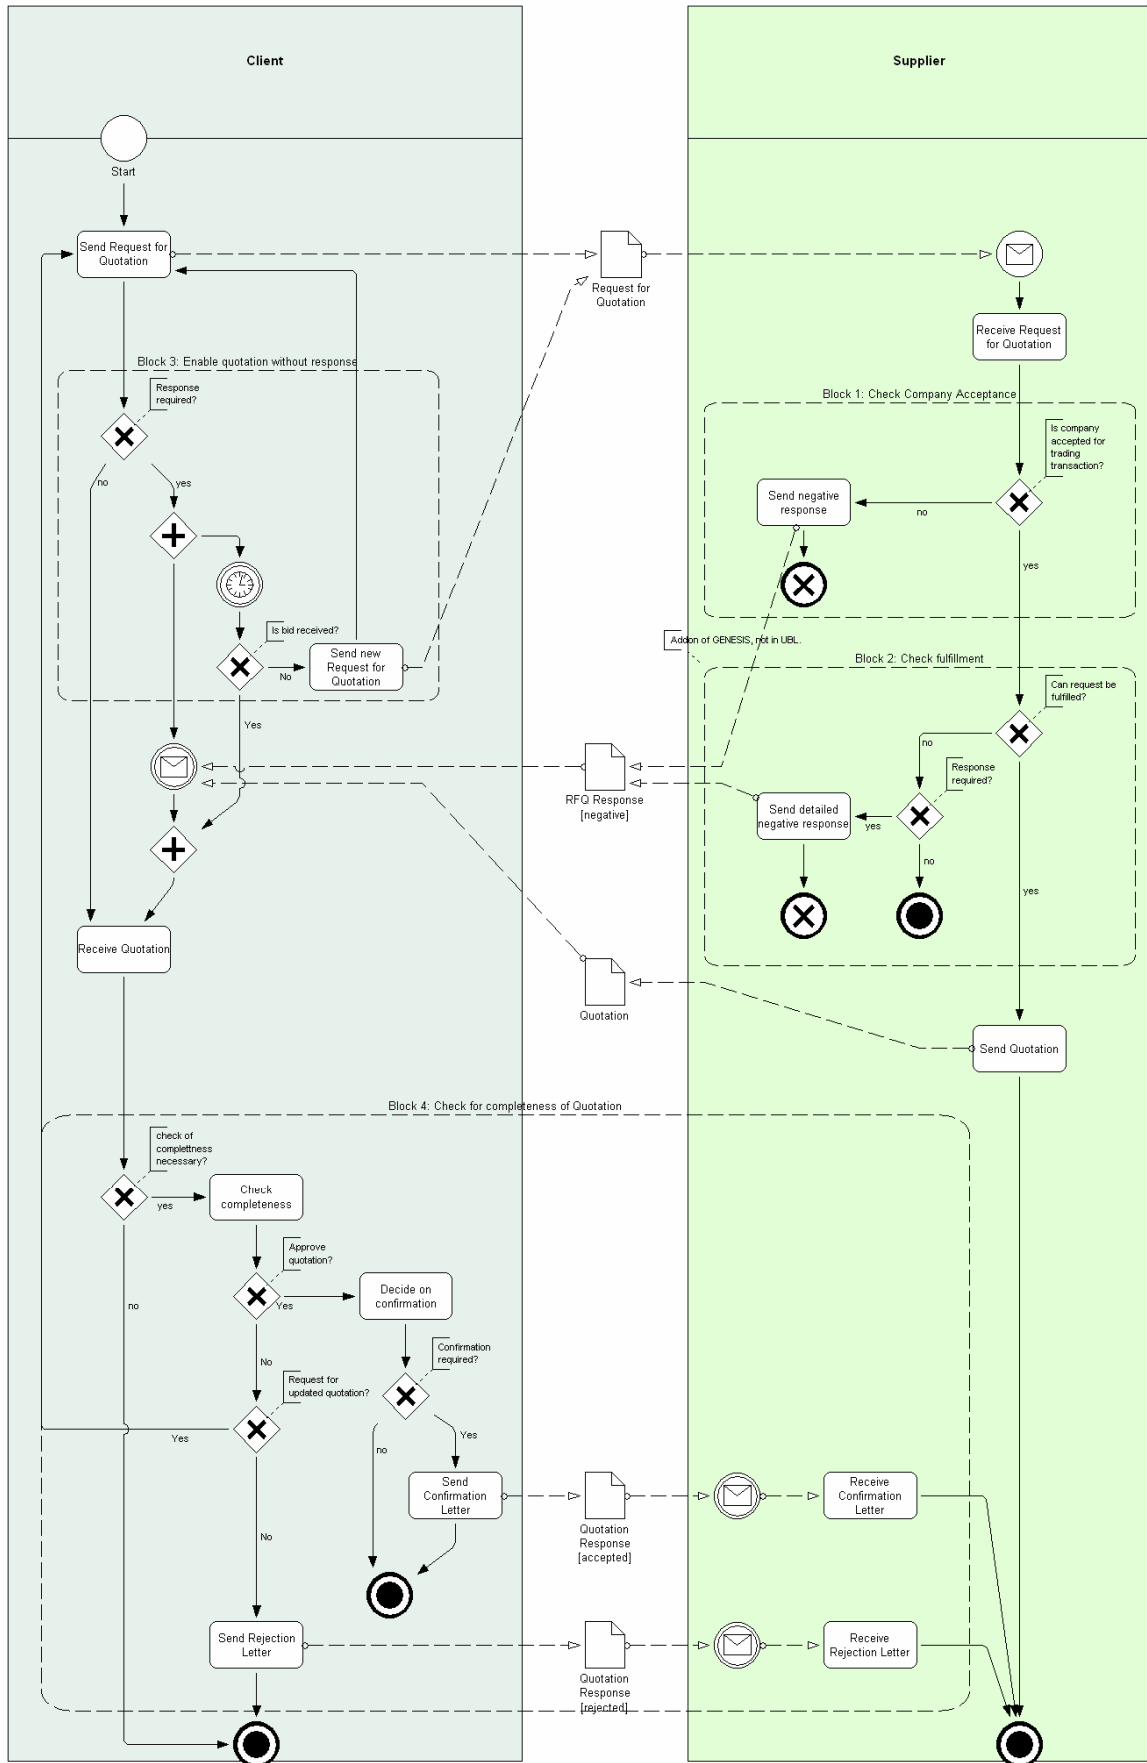 Client
Supplier
Start
Send Request for
Quotation
Request for
Quotation
Receive Request
for Quotation
Block 3: Enable quotation without response
Response
required?
no
yes
Is bid received?
No
Send new
Request for
Quotation
Yes
Block 1: Check Company Acceptance
Is company
accepted for
trading
transaction?
Send negative
response
no
yes
Addon of GENESIS, not in UBL.
Block 2: Check fulfillment
Can request be
fulfilled?
no
Response
required?
Send detailed
negative response
yes
no
yes
RFQ Response
[negative]
Receive Quotation
Quotation
Send Quotation
Block 4: Check for completeness of Quotation
check of
complettness
necessary?
yes
Check
completeness
no
Approve
quotation?
Yes
Decide on
confirmation
No
Confirmation
required?
Request for
updated quotation?
Yes
no
Yes
Send
Confirmation
Letter
Quotation
Response
[accepted]
Receive
Confirmation
Letter
No
Send Rejection
Letter
Quotation
Response
[rejected]
Receive
Rejection Letter